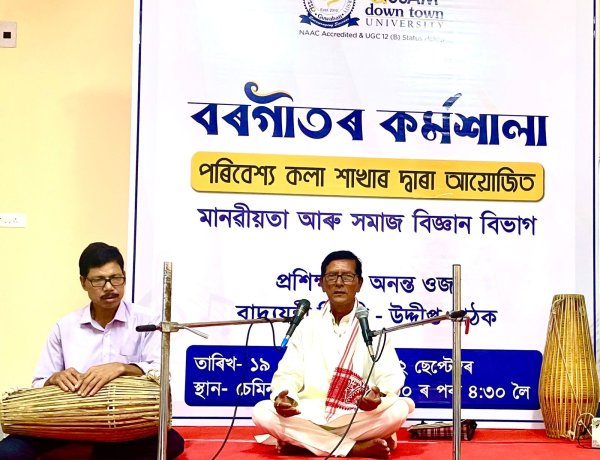 down town
UNIVERSITY
NAAC Accredited & UGC 12 (B) Status
বৰগীতৰ কৰ্মশালা
পৰিবেশ্য কলা শাখাৰ দ্বাৰা আয়োজিত
মানৱীয়তা আৰু সমাজ বিজ্ঞান বিভাগ
অনন্ত
- উদ্দীপ্ত
তাৰিখ- ১৯ ছেপ্টেম্বৰ
স্থান- ৰ পৰা ৪:৩০ লৈ